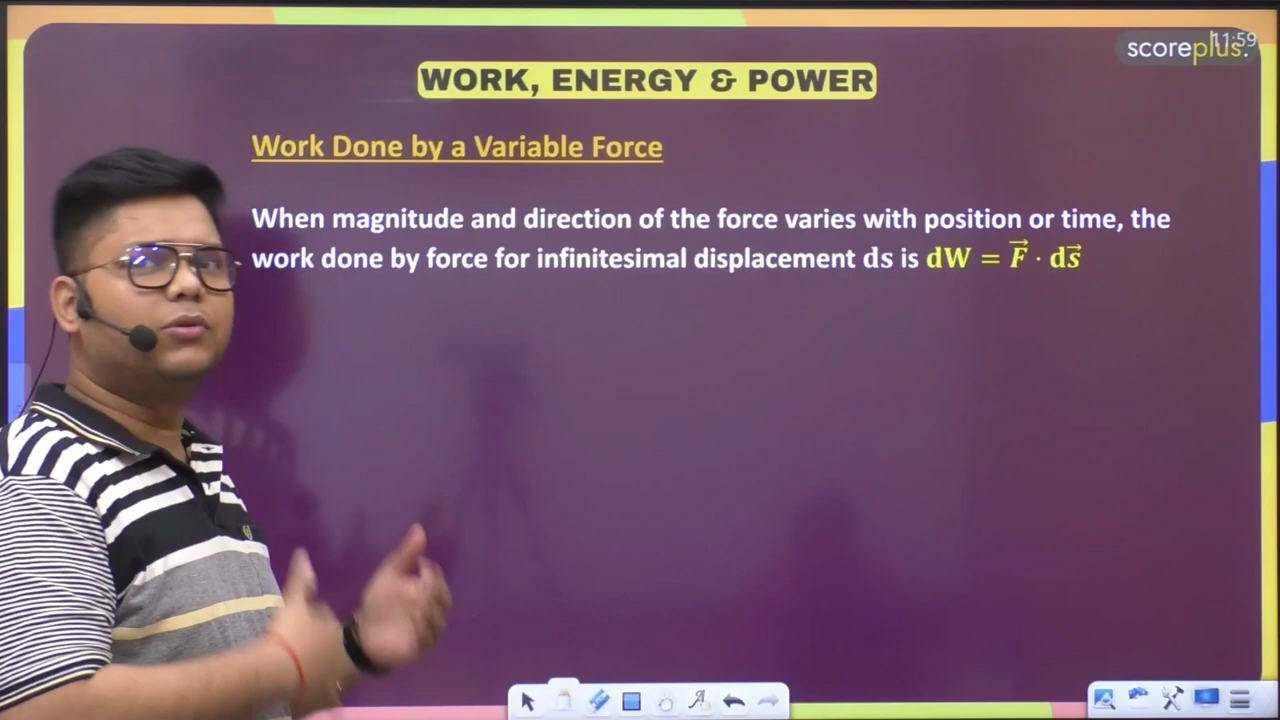 scoreplus.
11:59
WORK, ENERGY & POWER
Work Done by a Variable Force
When magnitude and direction of the force varies with position or time, the
work done by force for infinitesimal displacement ds is dW = F⃗ · ds⃗